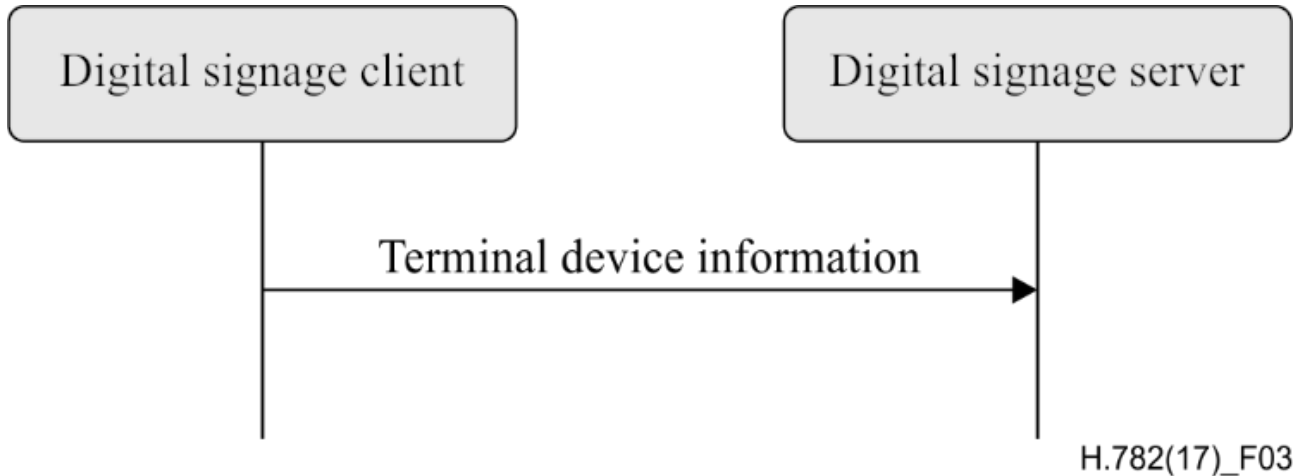 Digital signage client
Digital signage server
Terminal device information
H.782(17)_F03